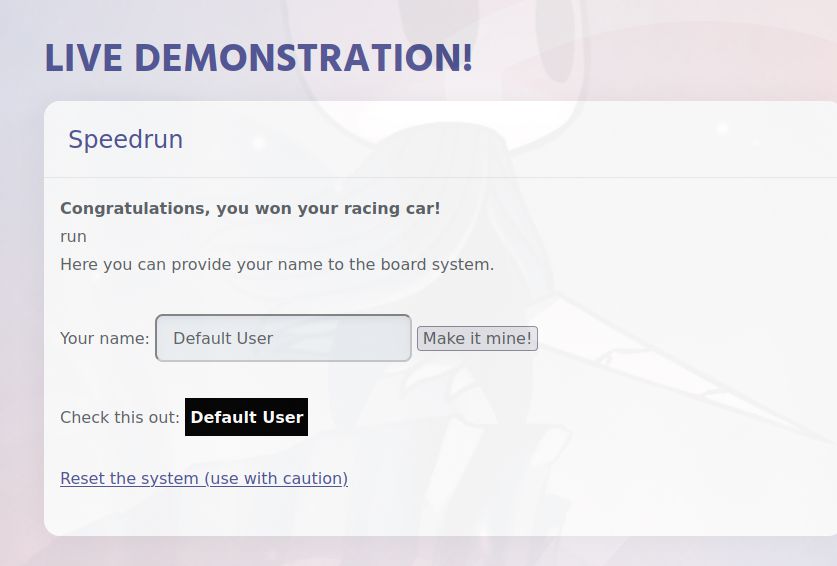 LIVE DEMONSTRATION!
Speedrun
Congratulations, you won your racing car!
run
Here you can provide your name to the board system.
Your name: Default User Make it mine!
Check this out: Default User
Reset the system (use with caution)